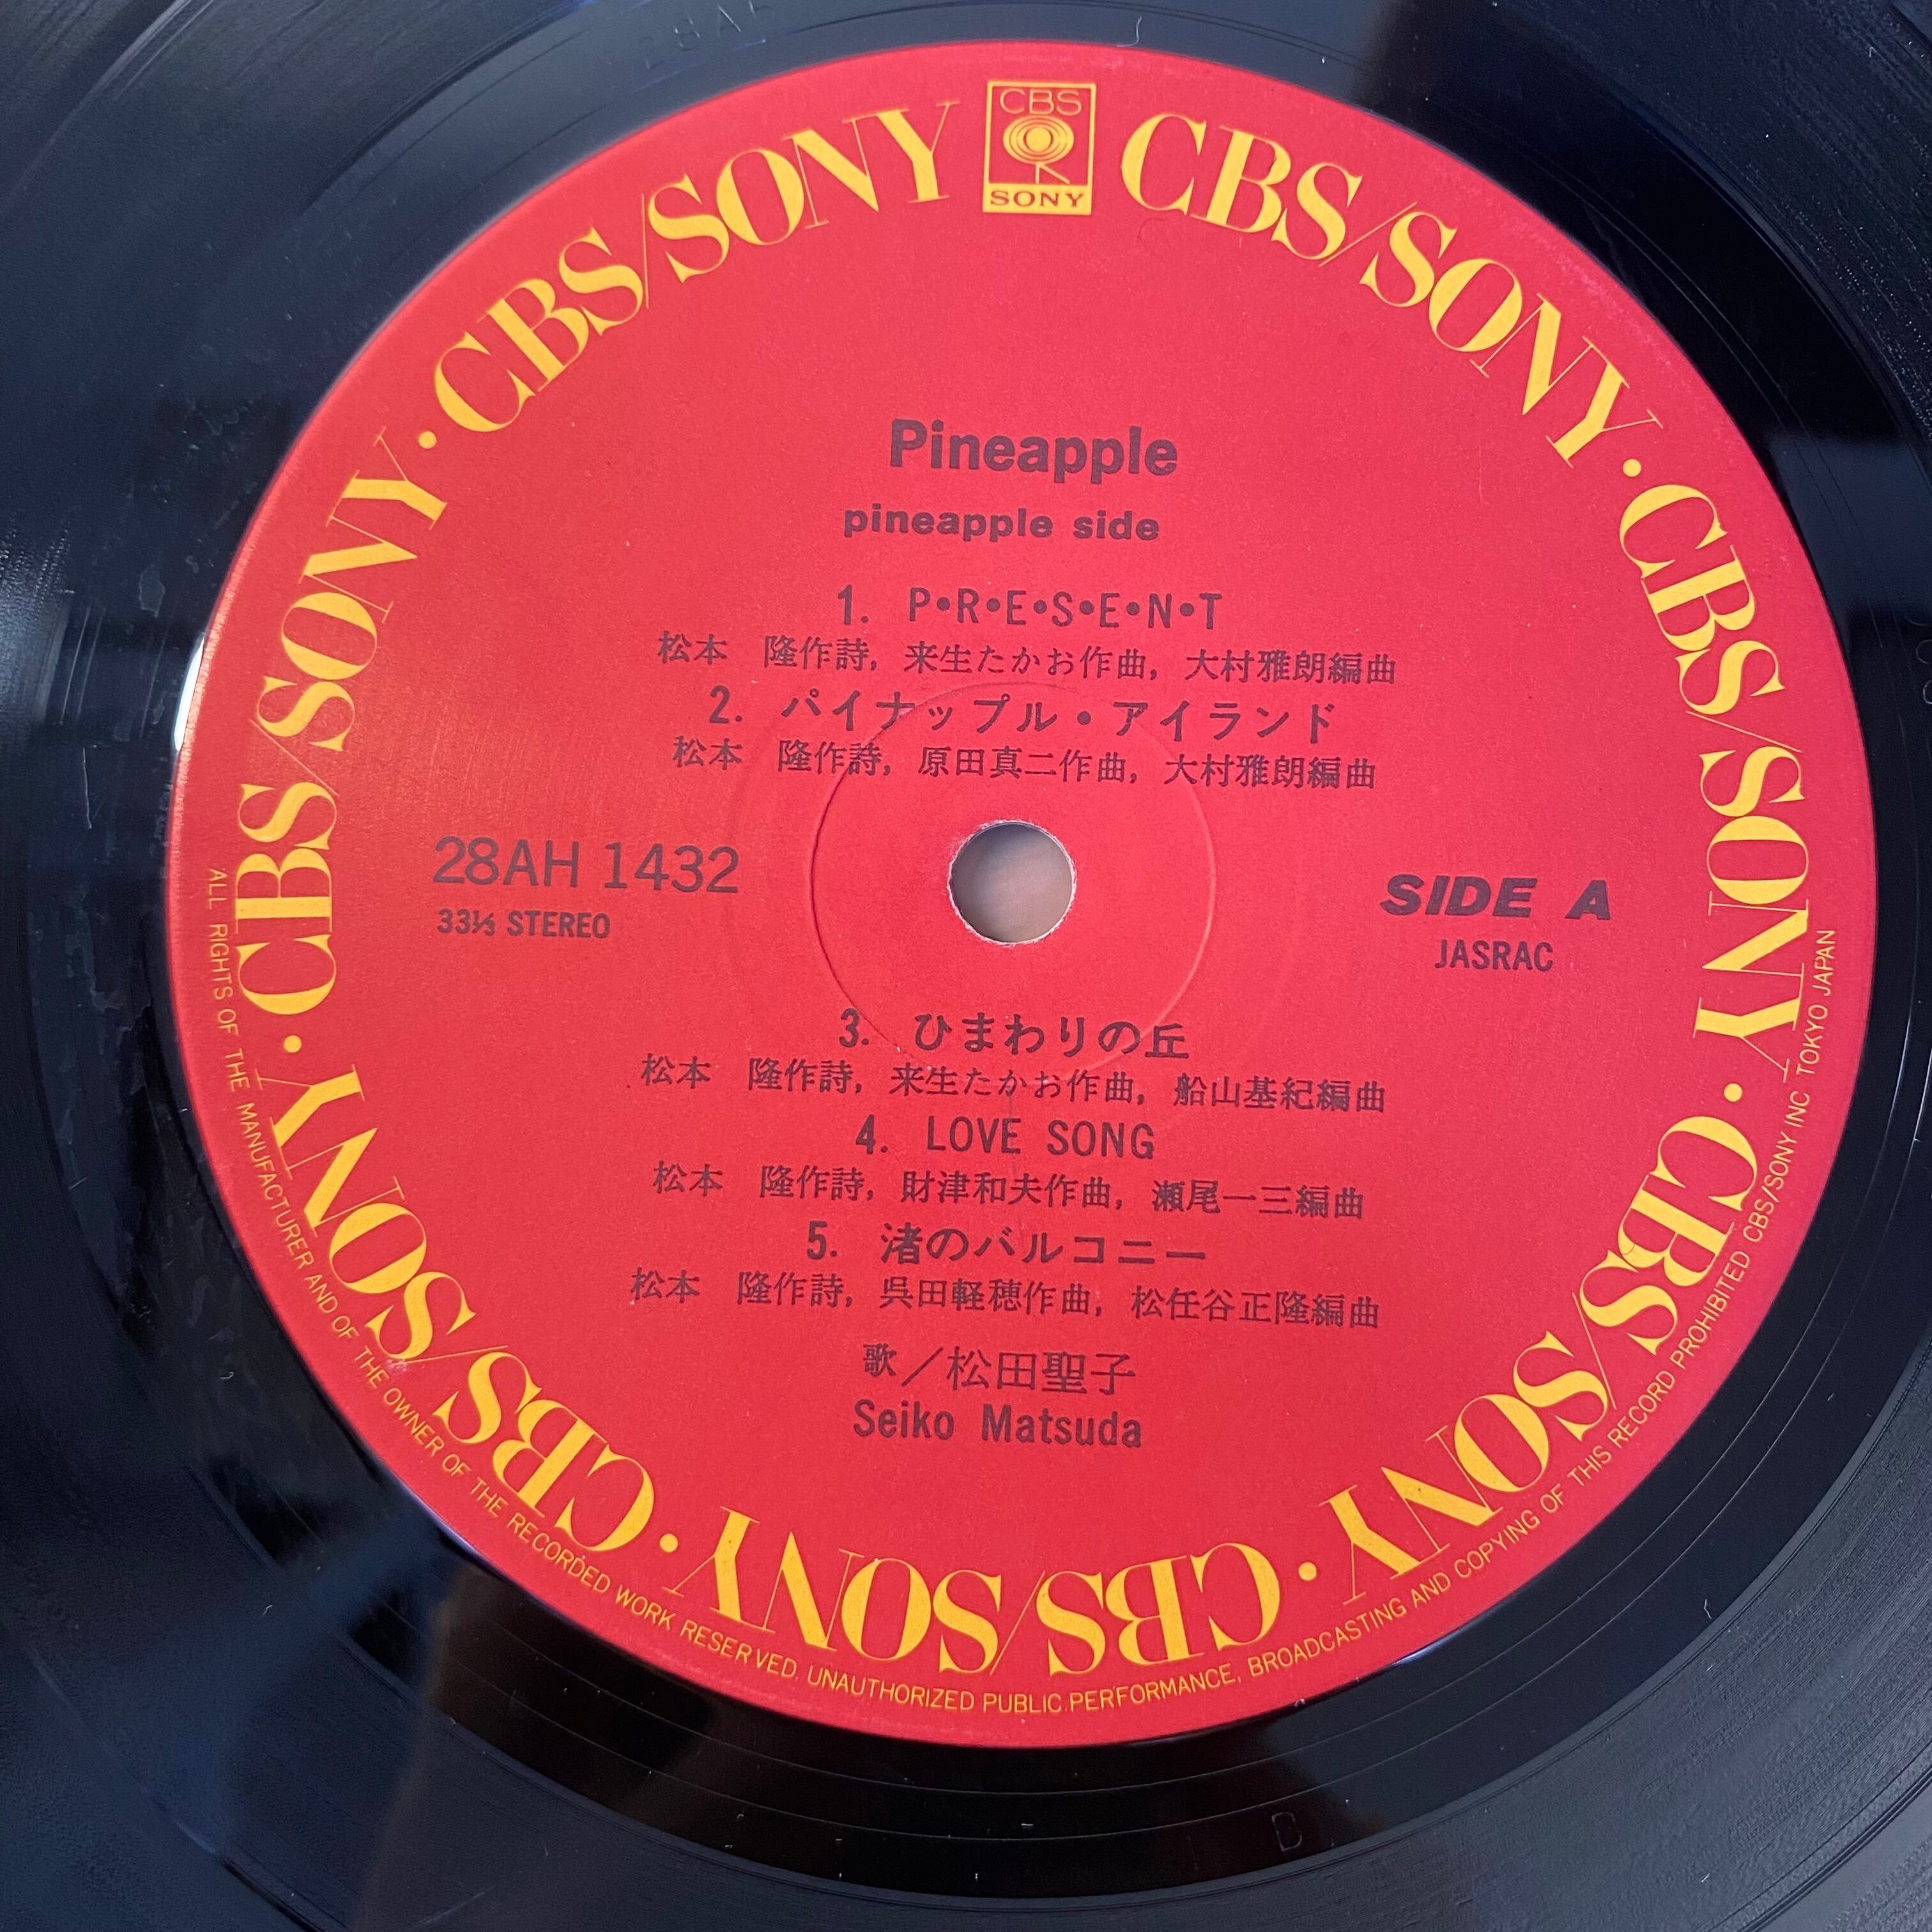 CBS
SONY
CBS/SONY · CBS/SONY · CBS/SONY · CBS/SONY · CBS/SONY · CBS/SONY · CBS/SONY · CBS/SONY
Pineapple
pineapple side
1. P•R•E•S•E•N•T
松本　隆作詩, 来生たかお作曲, 大村雅朗編曲
2. パイナップル・アイランド
松本　隆作詩, 原田真二作曲, 大村雅朗編曲
28AH 1432
33⅓ STEREO
SIDE A
JASRAC
3. ひまわりの丘
松本　隆作詩, 来生たかお作曲, 船山基紀編曲
4. LOVE SONG
松本　隆作詩, 財津和夫作曲, 瀬尾一三編曲
5. 渚のバルコニー
松本　隆作詩, 呉田軽穂作曲, 松任谷正隆編曲
歌／松田聖子
Seiko Matsuda
ALL RIGHTS OF THE MANUFACTURER AND OF THE OWNER OF THE RECORDED WORK RESERVED. UNAUTHORIZED PUBLIC PERFORMANCE, BROADCASTING AND COPYING OF THIS RECORD PROHIBITED CBS/SONY INC TOKYO JAPAN